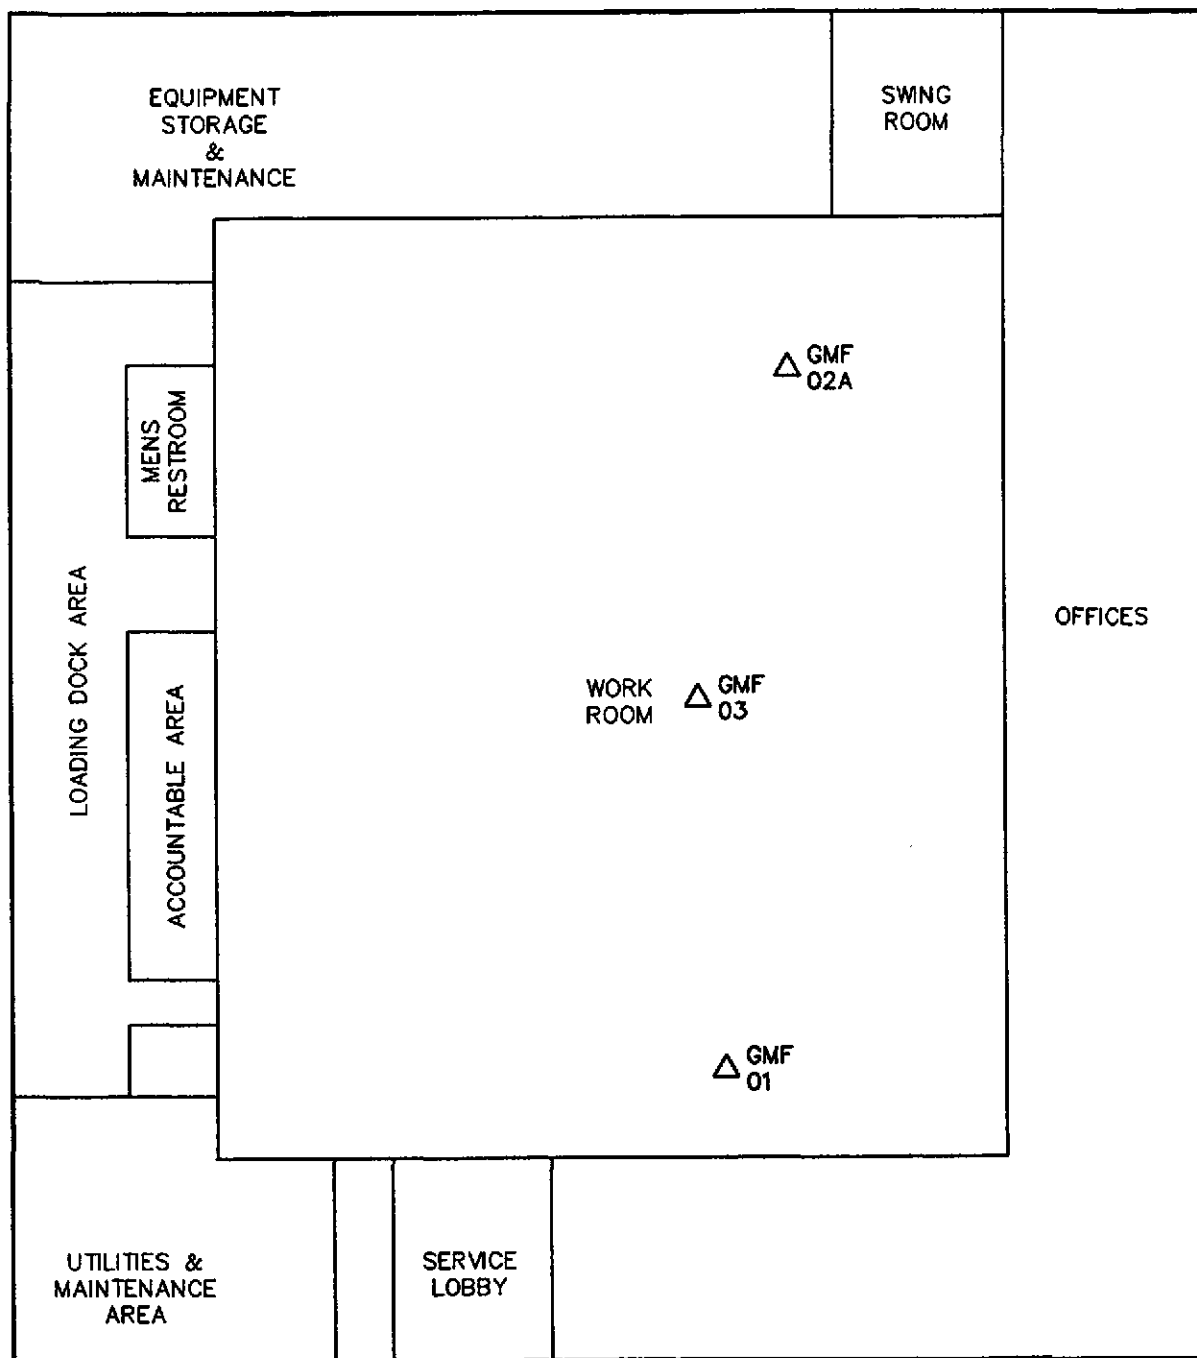 EQUIPMENT
STORAGE
&
MAINTENANCE
SWING
ROOM
GMF
02A
MENS
RESTROOM
LOADING DOCK AREA
OFFICES
WORK
ROOM
GMF
03
ACCOUNTABLE AREA
GMF
01
UTILITIES &
MAINTENANCE
AREA
SERVICE
LOBBY